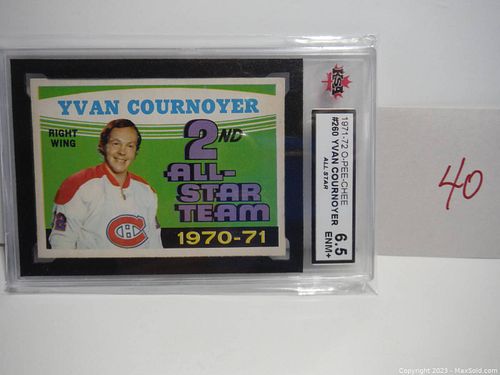 YVAN COURNOYER
RIGHT
WING
2ND
ALL-
STAR
TEAM
1970-71
KSA
1971-72 O-PEE-CHEE
#260 YVAN COURNOYER
ALL STAR
6.5
ENM+
40
Copyright 2023 - MaxSold.com